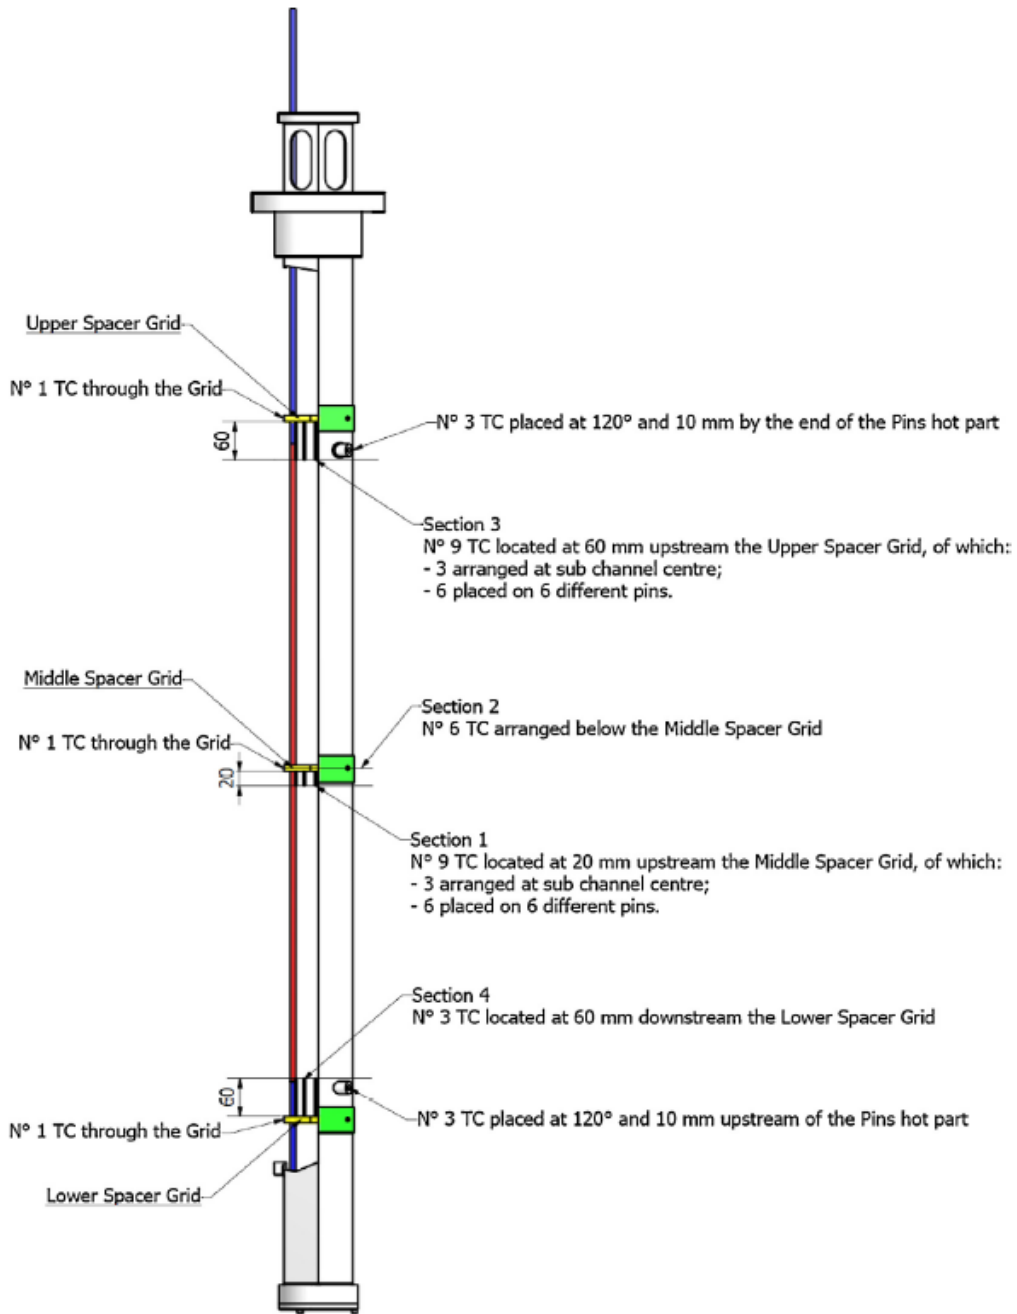 Upper Spacer Grid
N° 1 TC through the Grid
N° 3 TC placed at 120° and 10 mm by the end of the Pins hot part
60
Section 3
N° 9 TC located at 60 mm upstream the Upper Spacer Grid, of which:
- 3 arranged at sub channel centre;
- 6 placed on 6 different pins.
Middle Spacer Grid
Section 2
N° 6 TC arranged below the Middle Spacer Grid
N° 1 TC through the Grid
20
Section 1
N° 9 TC located at 20 mm upstream the Middle Spacer Grid, of which:
- 3 arranged at sub channel centre;
- 6 placed on 6 different pins.
Section 4
N° 3 TC located at 60 mm downstream the Lower Spacer Grid
60
N° 1 TC through the Grid
N° 3 TC placed at 120° and 10 mm upstream of the Pins hot part
Lower Spacer Grid